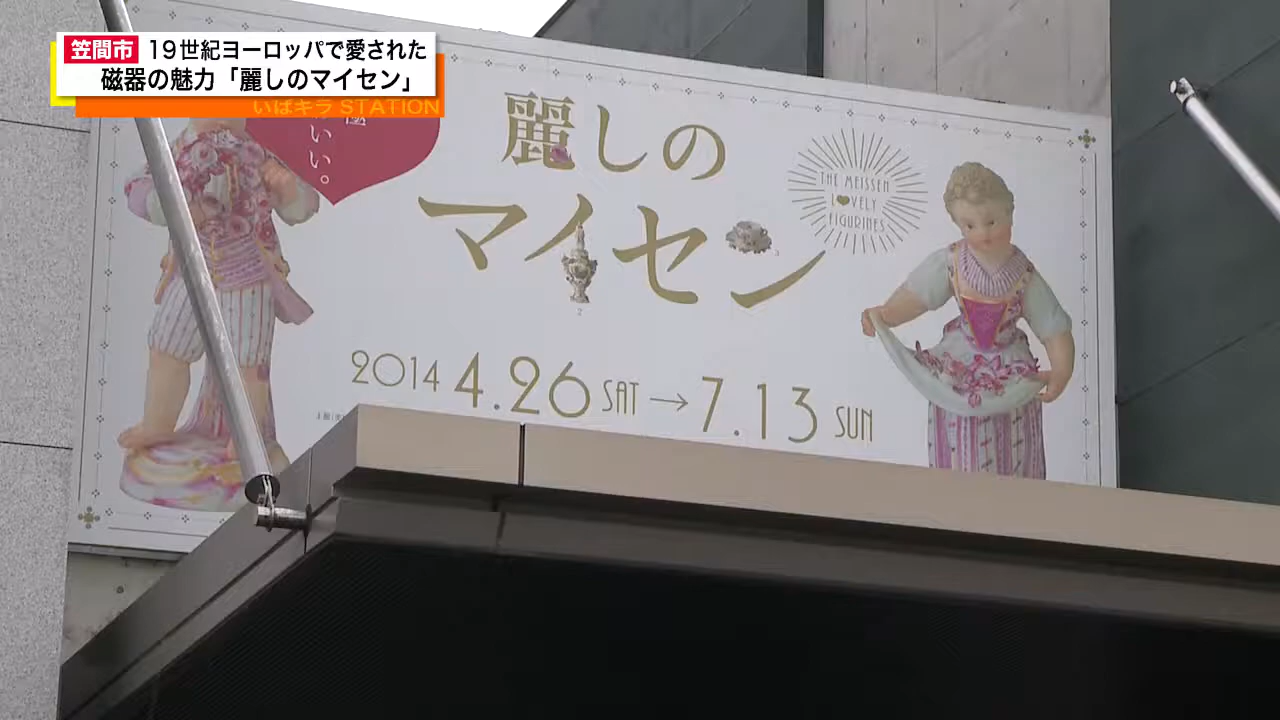 笠間市 19世紀ヨーロッパで愛された
磁器の魅力「麗しのマイセン」
いばキラ STATION
いい。
麗しの
マイセン
THE MEISSEN
LOVELY
FIGURINES
2014 4.26 SAT → 7.13 SUN